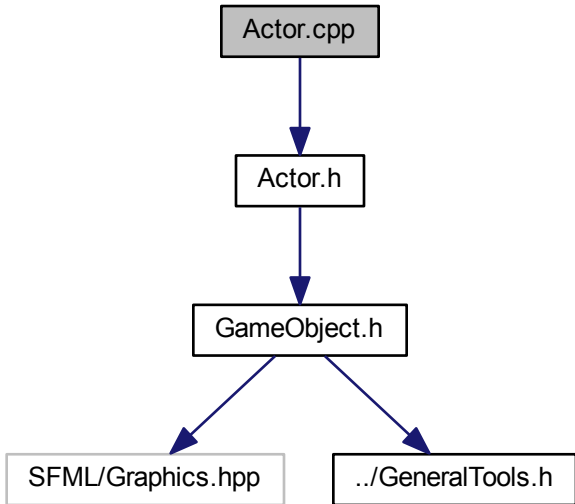 Actor.cpp
Actor.h
GameObject.h
SFML/Graphics.hpp
../GeneralTools.h